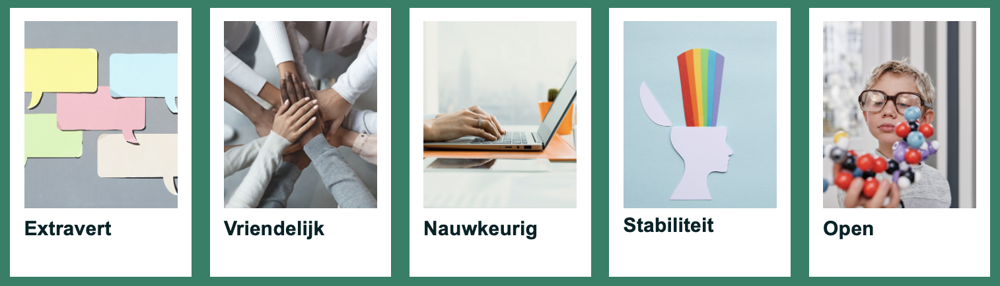 Extravert
Vriendelijk
Nauwkeurig
Stabiliteit
Open